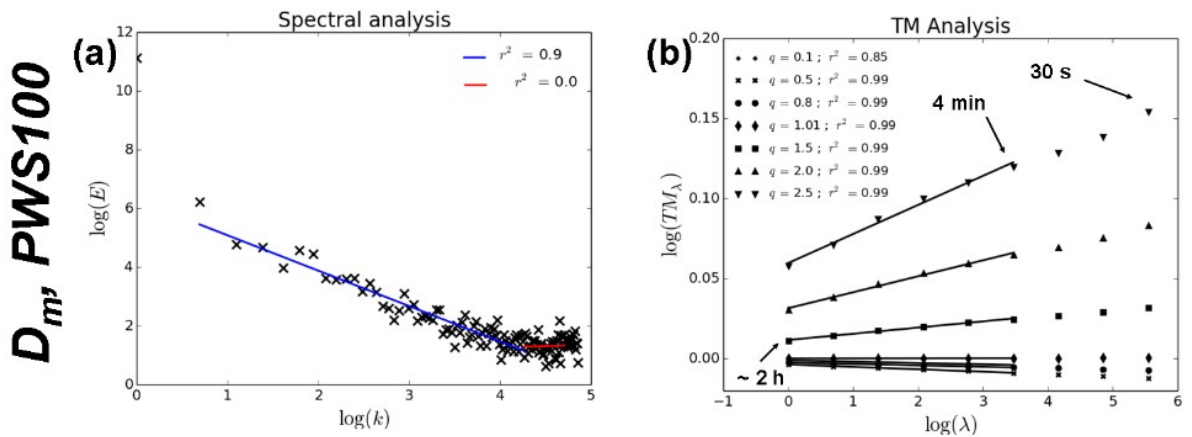 D_m, PWS100
(a)
Spectral analysis
r² = 0.9
r² = 0.0
log(E)
12
10
8
6
4
2
0
0 1 2 3 4 5
log(k)
(b)
TM Analysis
q = 0.1 ; r² = 0.85
q = 0.5 ; r² = 0.99
q = 0.8 ; r² = 0.99
q = 1.01 ; r² = 0.99
q = 1.5 ; r² = 0.99
q = 2.0 ; r² = 0.99
q = 2.5 ; r² = 0.99
4 min
30 s
~ 2 h
log(TM_λ)
0.20
0.15
0.10
0.05
0.00
−1 0 1 2 3 4 5 6
log(λ)